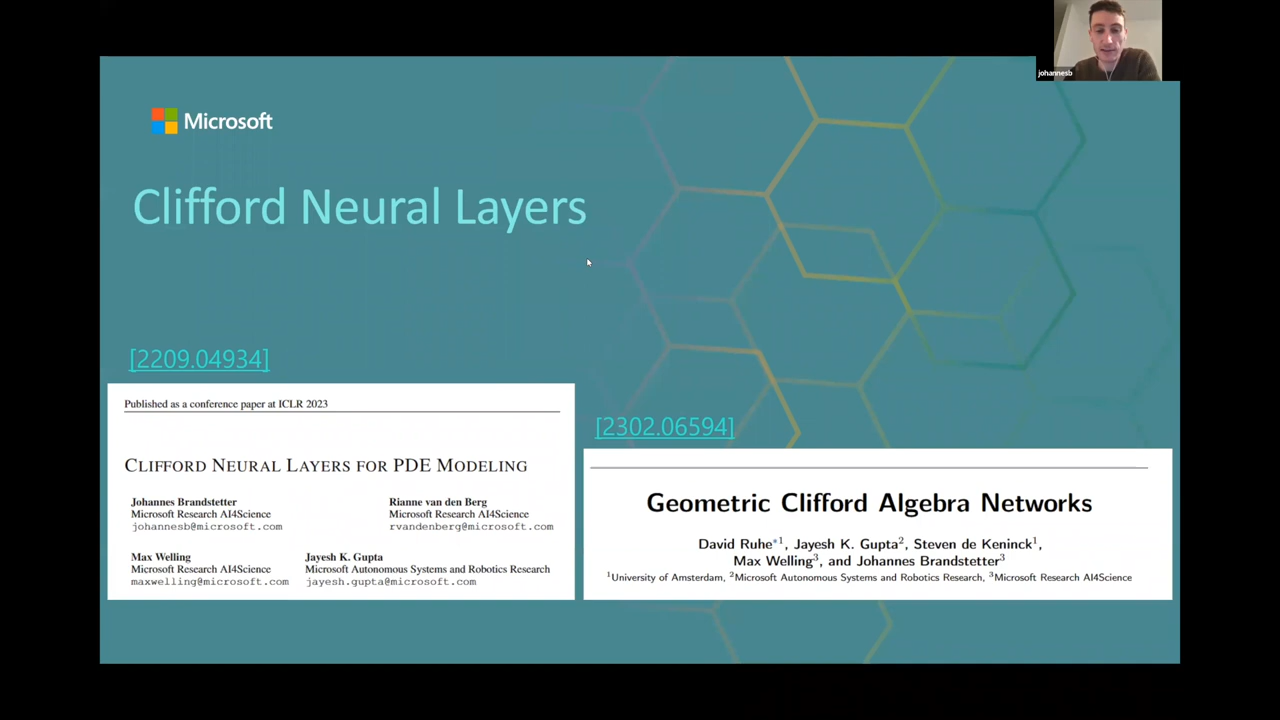 johannesb
Microsoft
Clifford Neural Layers
[2209.04934]
Published as a conference paper at ICLR 2023
CLIFFORD NEURAL LAYERS FOR PDE MODELING
Johannes Brandstetter
Microsoft Research AI4Science
johannesb@microsoft.com
Rianne van den Berg
Microsoft Research AI4Science
rvandenberg@microsoft.com
Max Welling
Microsoft Research AI4Science
maxwelling@microsoft.com
Jayesh K. Gupta
Microsoft Autonomous Systems and Robotics Research
jayesh.gupta@microsoft.com
[2302.06594]
Geometric Clifford Algebra Networks
David Ruhe*1, Jayesh K. Gupta2, Steven de Keninck1,
Max Welling3, and Johannes Brandstetter3
1University of Amsterdam, 2Microsoft Autonomous Systems and Robotics Research, 3Microsoft Research AI4Science